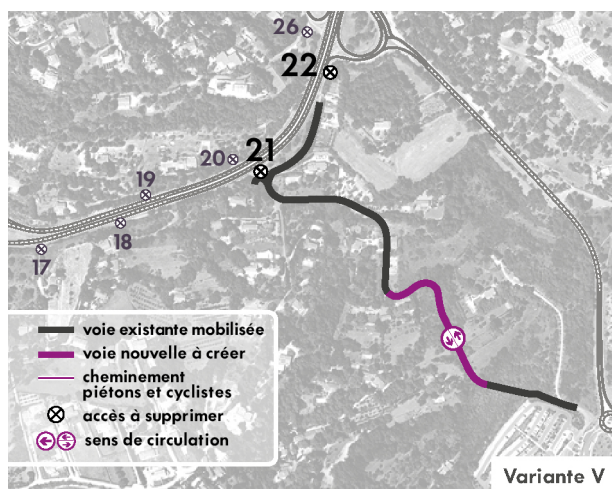 26
22
20
21
19
18
17
voie existante mobilisée
voie nouvelle à créer
cheminement
piétons et cyclistes
accès à supprimer
sens de circulation
Variante V